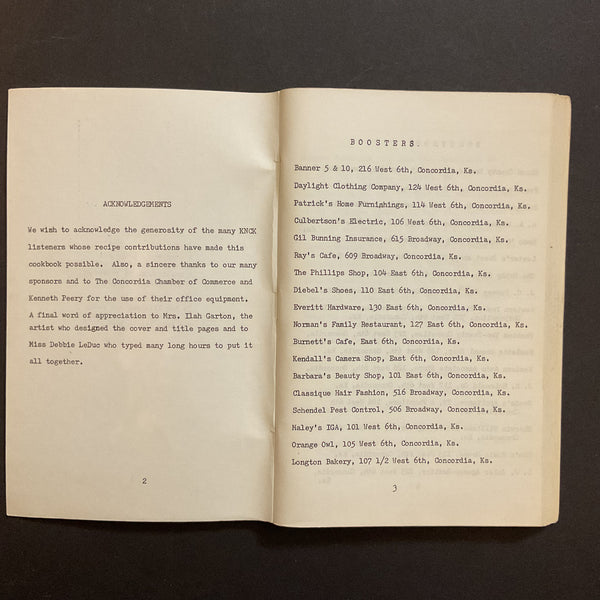 ACKNOWLEDGEMENTS
We wish to acknowledge the generosity of the many KNCK
listeners whose recipe contributions have made this
cookbook possible. Also, a sincere thanks to our many
sponsors and to The Concordia Chamber of Commerce and
Kenneth Peery for the use of their office equipment.
A final word of appreciation to Mrs. Ilah Garton, the
artist who designed the cover and title pages and to
Miss Debbie LeDuc who typed many long hours to put it
all together.
2
BOOSTERS
Banner 5 & 10, 216 West 6th, Concordia, Ks.
Daylight Clothing Company, 124 West 6th, Concordia, Ks.
Patrick's Home Furnishings, 114 West 6th, Concordia, Ks.
Culbertson's Electric, 106 West 6th, Concordia, Ks.
Gil Bunning Insurance, 615 Broadway, Concordia, Ks.
Ray's Cafe, 609 Broadway, Concordia, Ks.
The Phillips Shop, 104 East 6th, Concordia, Ks.
Diebel's Shoes, 110 East 6th, Concordia, Ks.
Everitt Hardware, 130 East 6th, Concordia, Ks.
Norman's Family Restaurant, 127 East 6th, Concordia, Ks.
Burnett's Cafe, East 6th, Concordia, Ks.
Kendall's Camera Shop, East 6th, Concordia, Ks.
Barbara's Beauty Shop, 101 East 6th, Concordia, Ks.
Classique Hair Fashion, 516 Broadway, Concordia, Ks.
Schendel Pest Control, 506 Broadway, Concordia, Ks.
Haley's IGA, 101 West 6th, Concordia, Ks.
Orange Owl, 105 West 6th, Concordia, Ks.
Longton Bakery, 107 1/2 West 6th, Concordia, Ks.
3